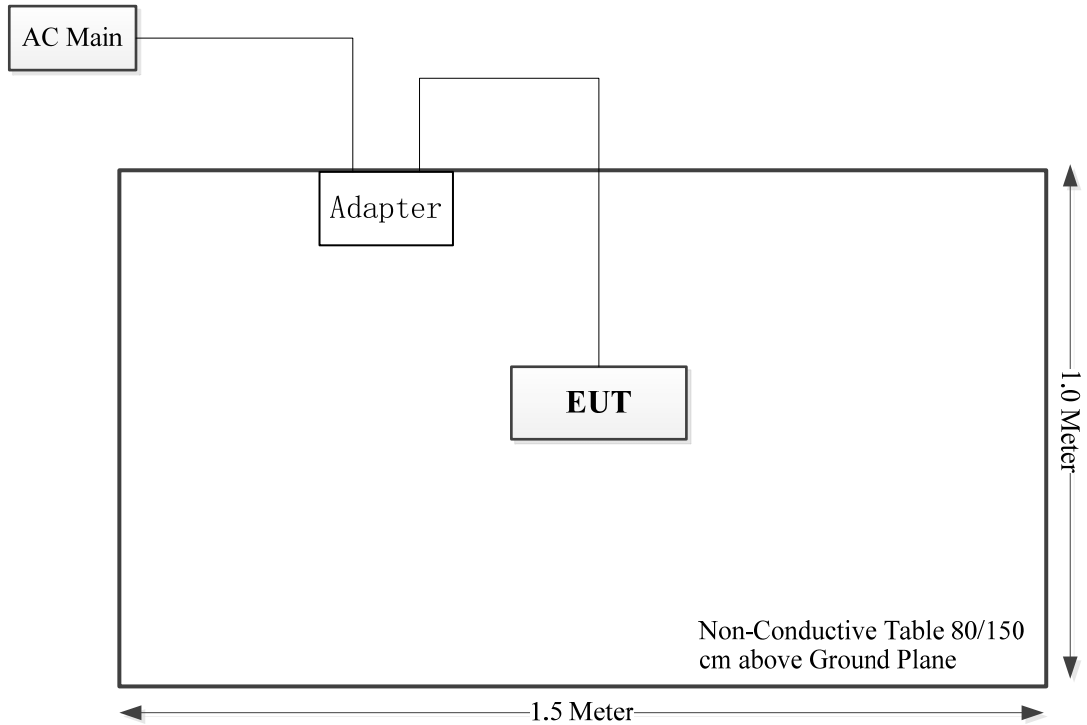 AC Main
Adapter
EUT
1.0 Meter
Non-Conductive Table 80/150
cm above Ground Plane
1.5 Meter